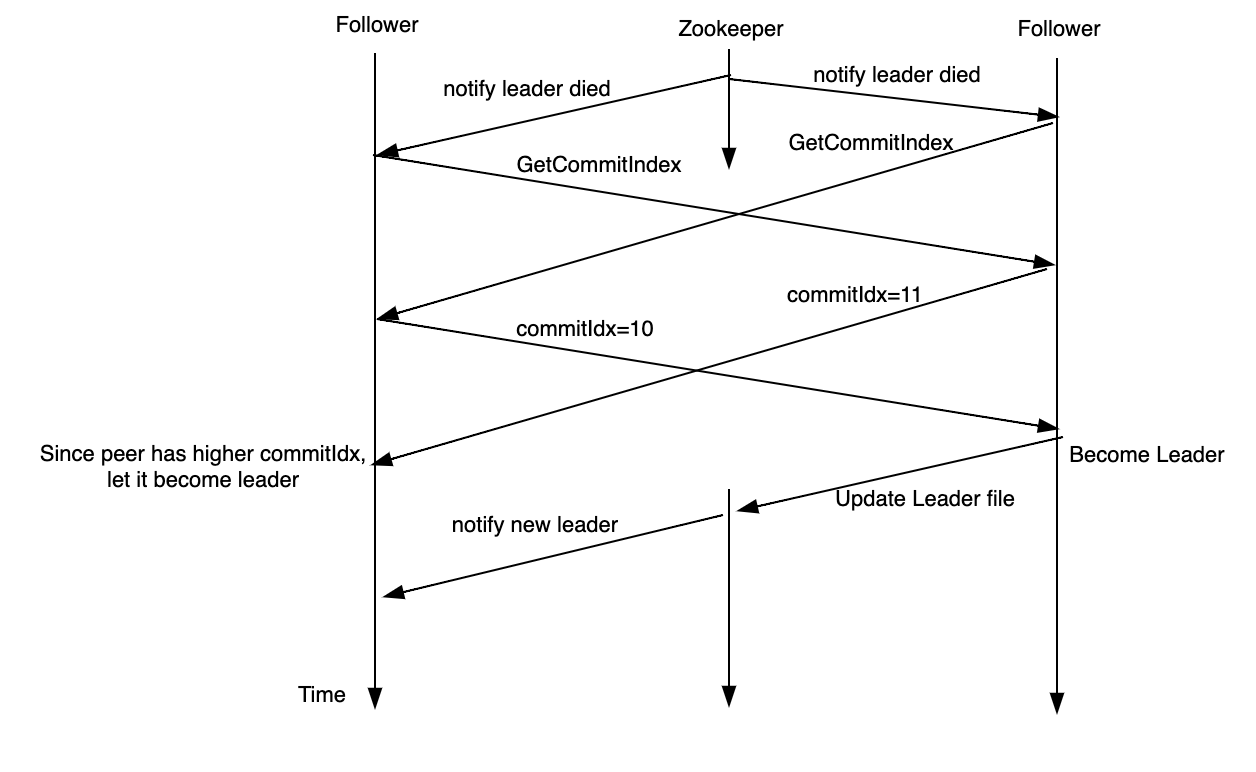 Follower
Zookeeper
Follower
notify leader died
notify leader died
GetCommitIndex
GetCommitIndex
commitIdx=11
commitIdx=10
Since peer has higher commitIdx,
let it become leader
Become Leader
Update Leader file
notify new leader
Time